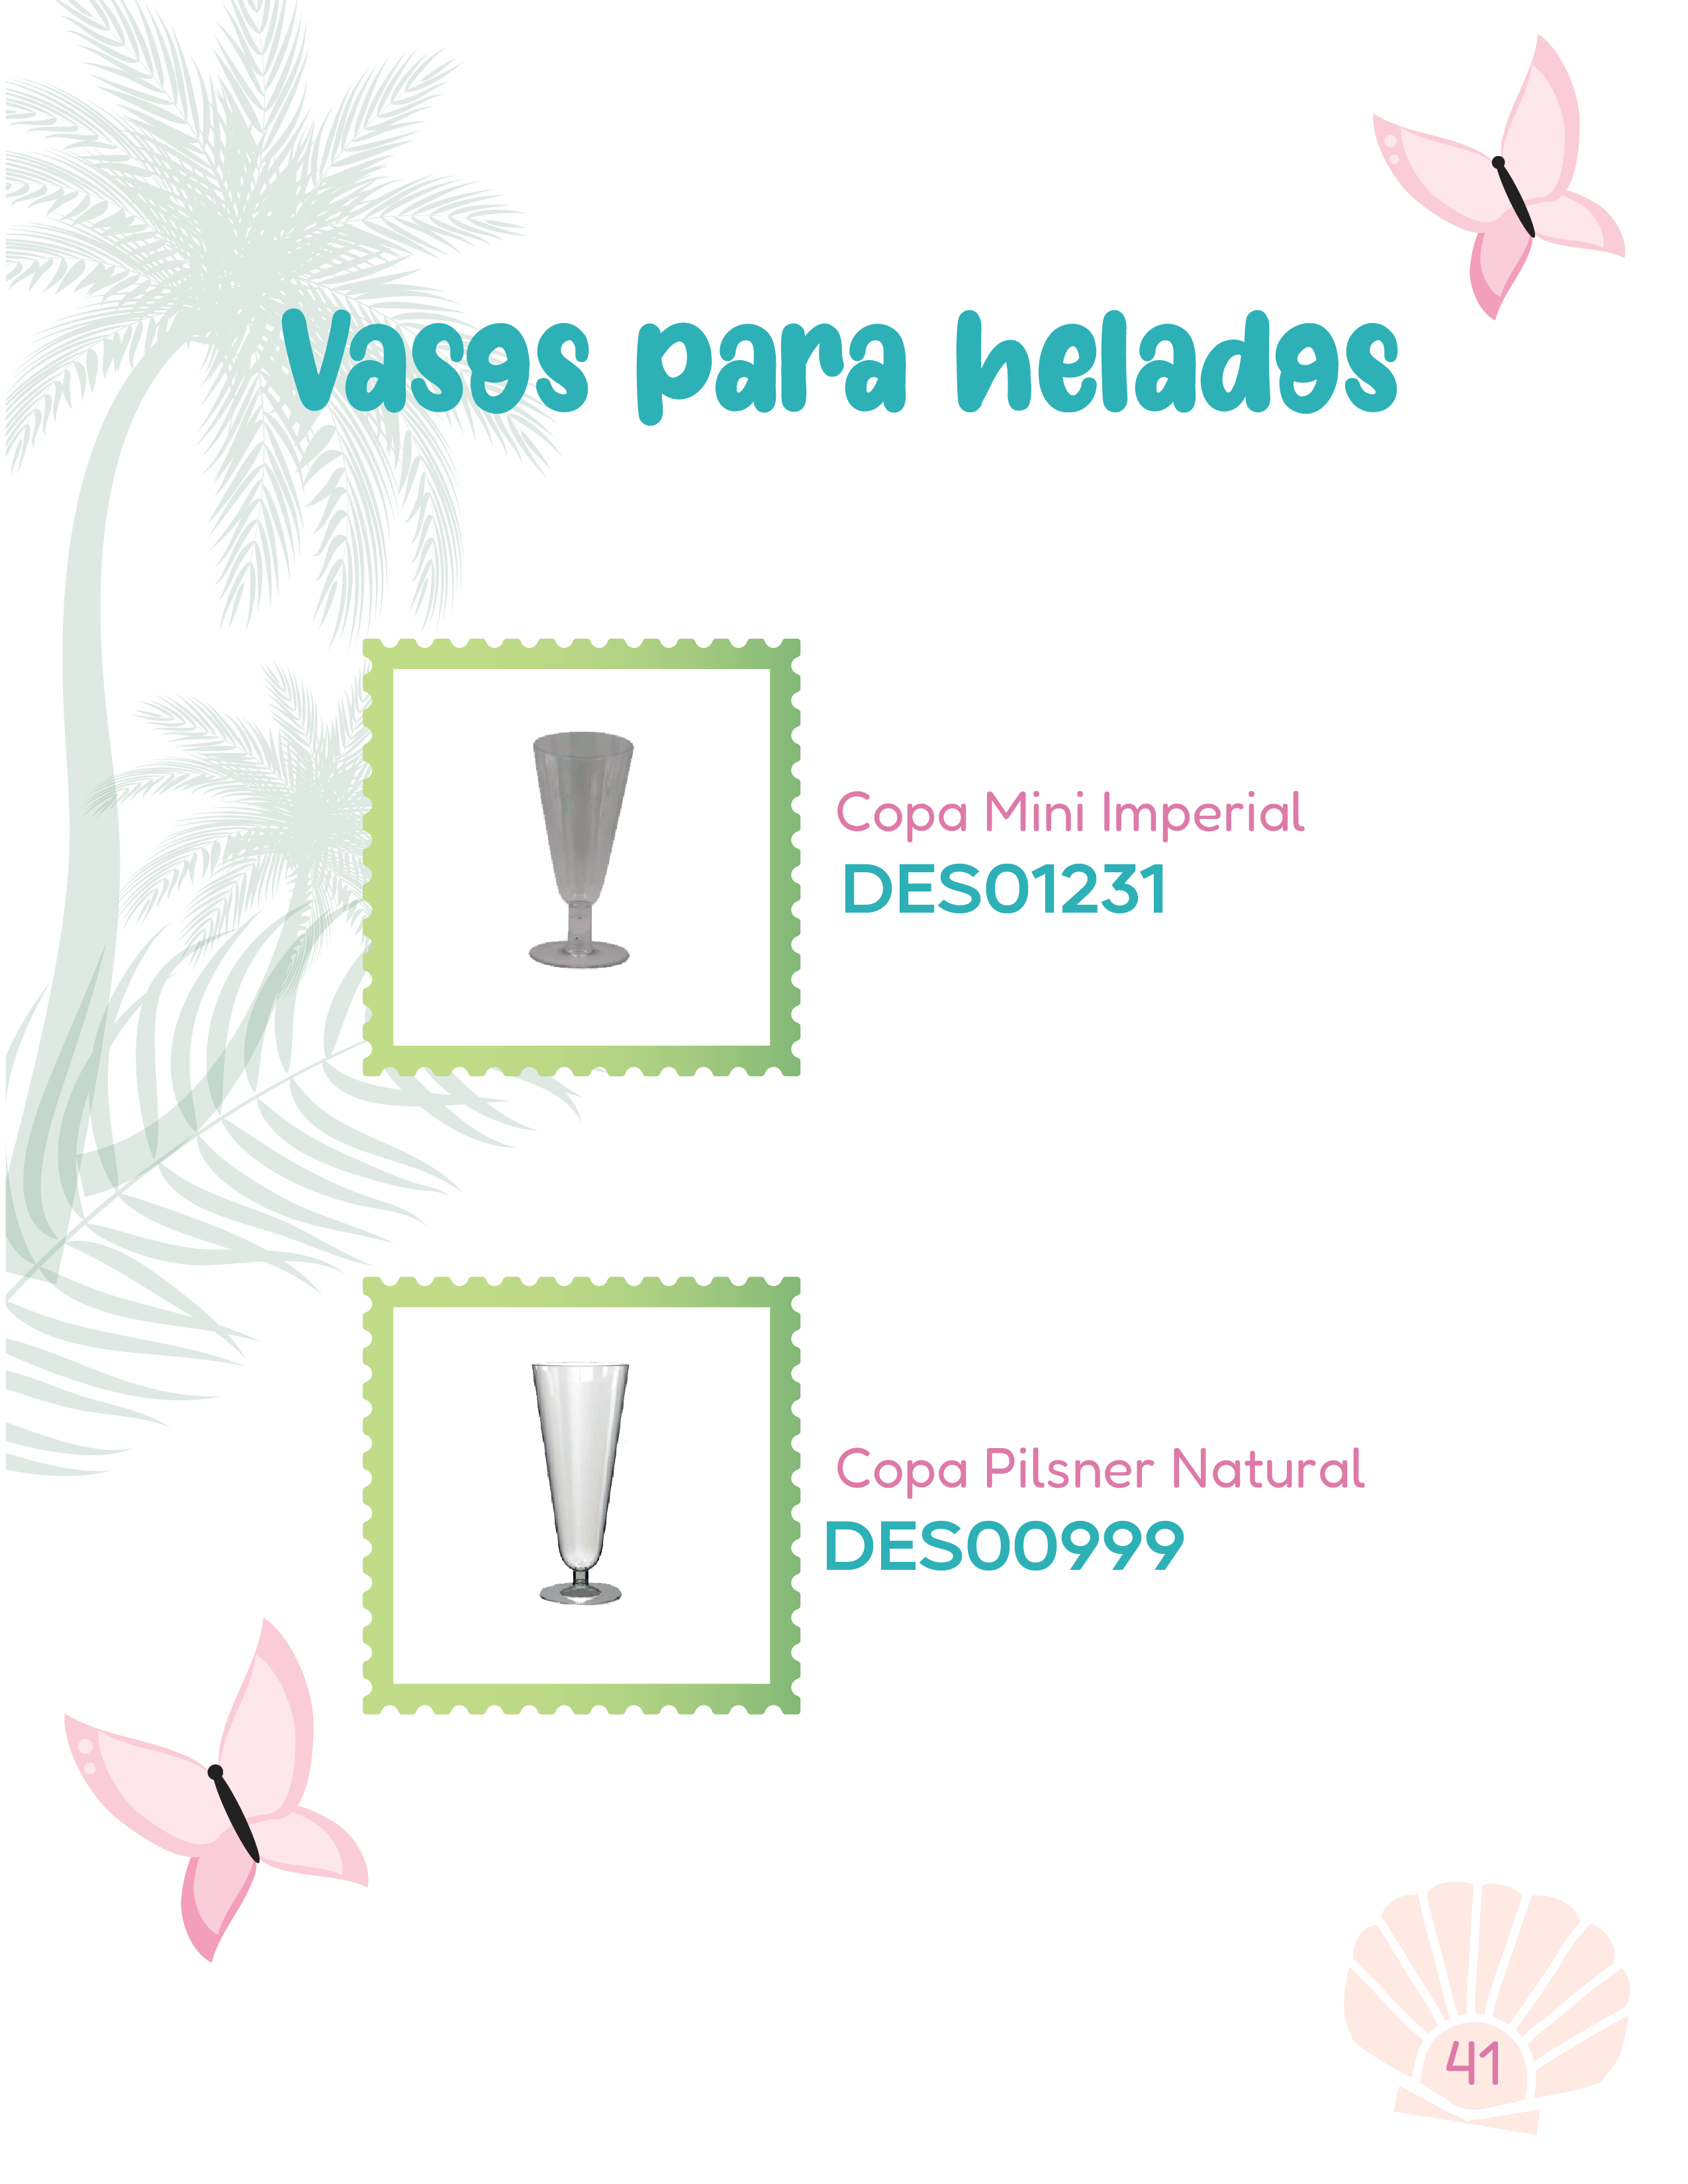 Vasos para helados
Copa Mini Imperial
DES01231
Copa Pilsner Natural
DES00999
41